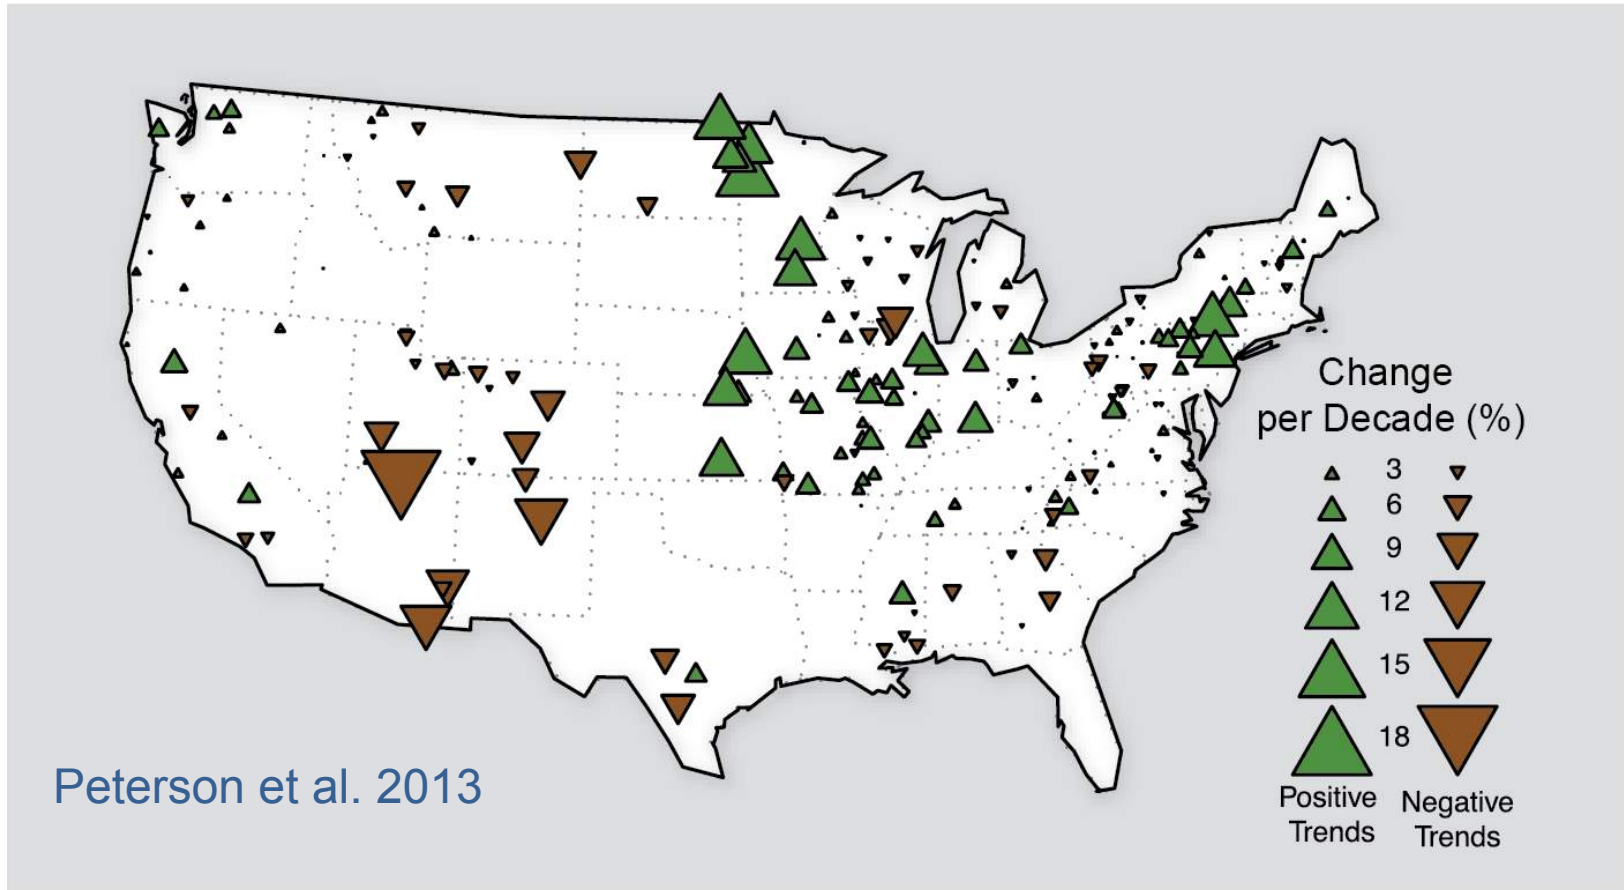 Change
per Decade (%)
3
6
9
12
15
18
Positive Negative
Trends Trends
Peterson et al. 2013